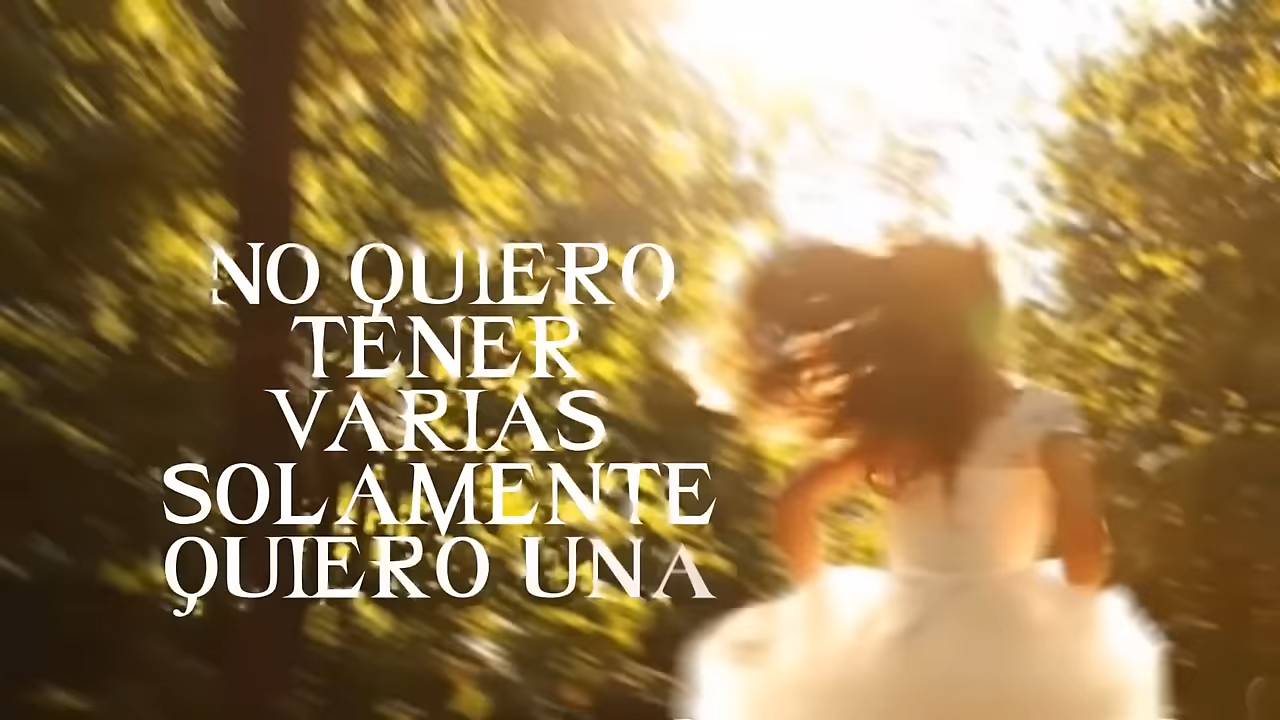 NO QUIERO
TENER
VARIAS
SOLAMENTE
QUIERO UNA